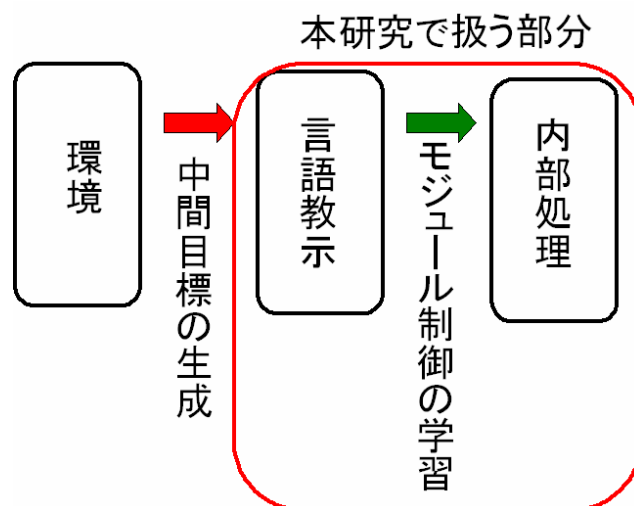 本研究で扱う部分
環境
中間目標の生成
言語教示
モジュール制御の学習
内部処理